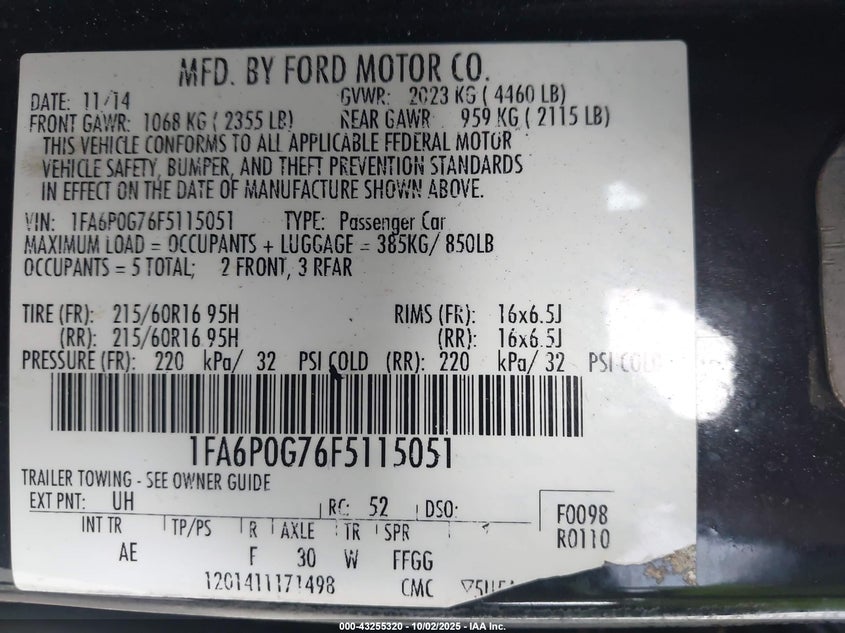 MFD. BY FORD MOTOR CO.
DATE: 11/14 GVWR: 2023 KG ( 4460 LB)
FRONT GAWR: 1068 KG ( 2355 LB) REAR GAWR 959 KG ( 2115 LB)
THIS VEHICLE CONFORMS TO ALL APPLICABLE FEDERAL MOTOR
VEHICLE SAFETY, BUMPER, AND THEFT PREVENTION STANDARDS
IN EFFECT ON THE DATE OF MANUFACTURE SHOWN ABOVE.
VIN: 1FA6P0G76F5115051 TYPE: Passenger Car
MAXIMUM LOAD = OCCUPANTS + LUGGAGE = 385KG/ 850LB
OCCUPANTS = 5 TOTAL; 2 FRONT, 3 REAR
TIRE (FR): 215/60R16 95H RIMS (FR): 16x6.5J
(RR): 215/60R16 95H (RR): 16x6.5J
PRESSURE (FR): 220 kPa/ 32 PSI COLD (RR): 220 kPa/ 32 PSI COLD
1FA6P0G76F5115051
TRAILER TOWING - SEE OWNER GUIDE
EXT PNT: UH RC: 52 DSO:
F0098
R0110
INT TR TP/PS R AXLE TR SPR
AE F 30 W FFGG
1201411171498 CMC
000-43255320 - 10/02/2025 - IAA Inc.